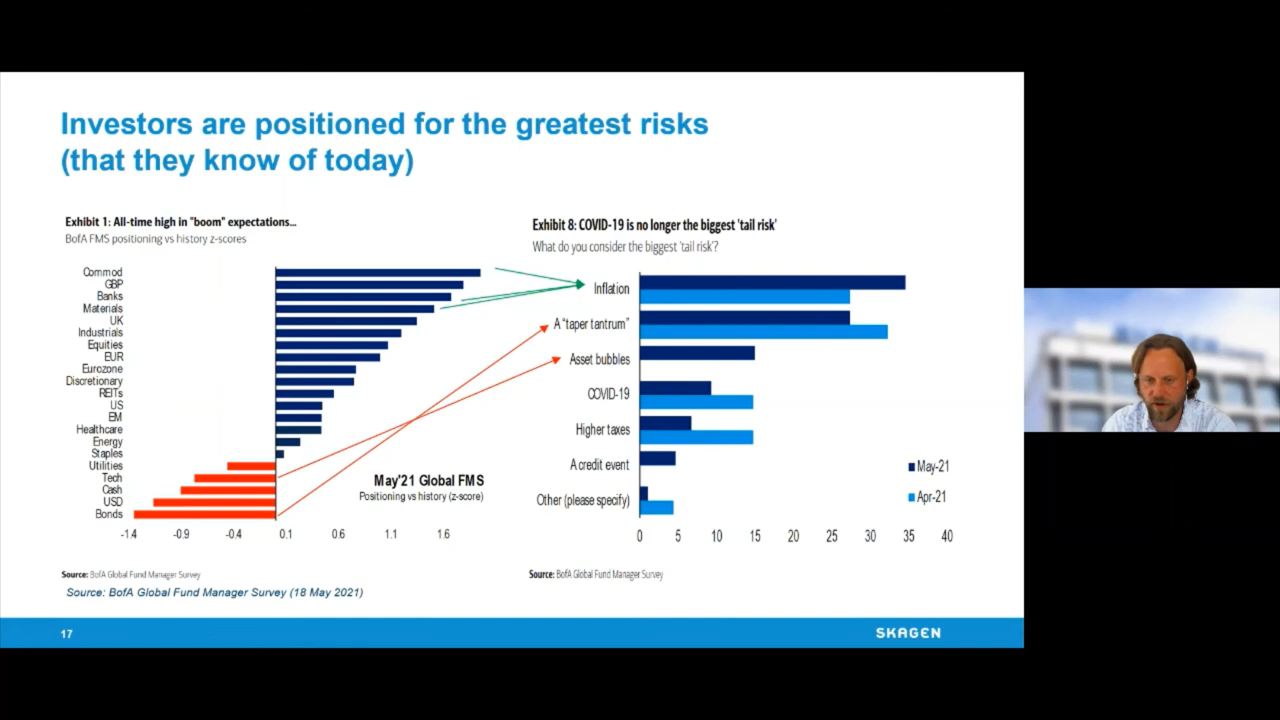 Investors are positioned for the greatest risks
(that they know of today)
Exhibit 1: All-time high in "boom" expectations...
BofA FMS positioning vs history z-scores
Commod
GBP
Banks
Materials
UK
Industrials
Equities
EUR
Eurozone
Discretionary
REITs
US
EM
Healthcare
Energy
Staples
Utilities
Tech
Cash
USD
Bonds
-1.4 -0.9 -0.4 0.1 0.6 1.1 1.6
May'21 Global FMS
Positioning vs history (z-score)
Source: BofA Global Fund Manager Survey
Source: BofA Global Fund Manager Survey (18 May 2021)
Exhibit 8: COVID-19 is no longer the biggest 'tail risk'
What do you consider the biggest 'tail risk'?
Inflation
A "taper tantrum"
Asset bubbles
COVID-19
Higher taxes
A credit event
Other (please specify)
May-21
Apr-21
0 5 10 15 20 25 30 35 40
Source: BofA Global Fund Manager Survey
17
SKAGEN